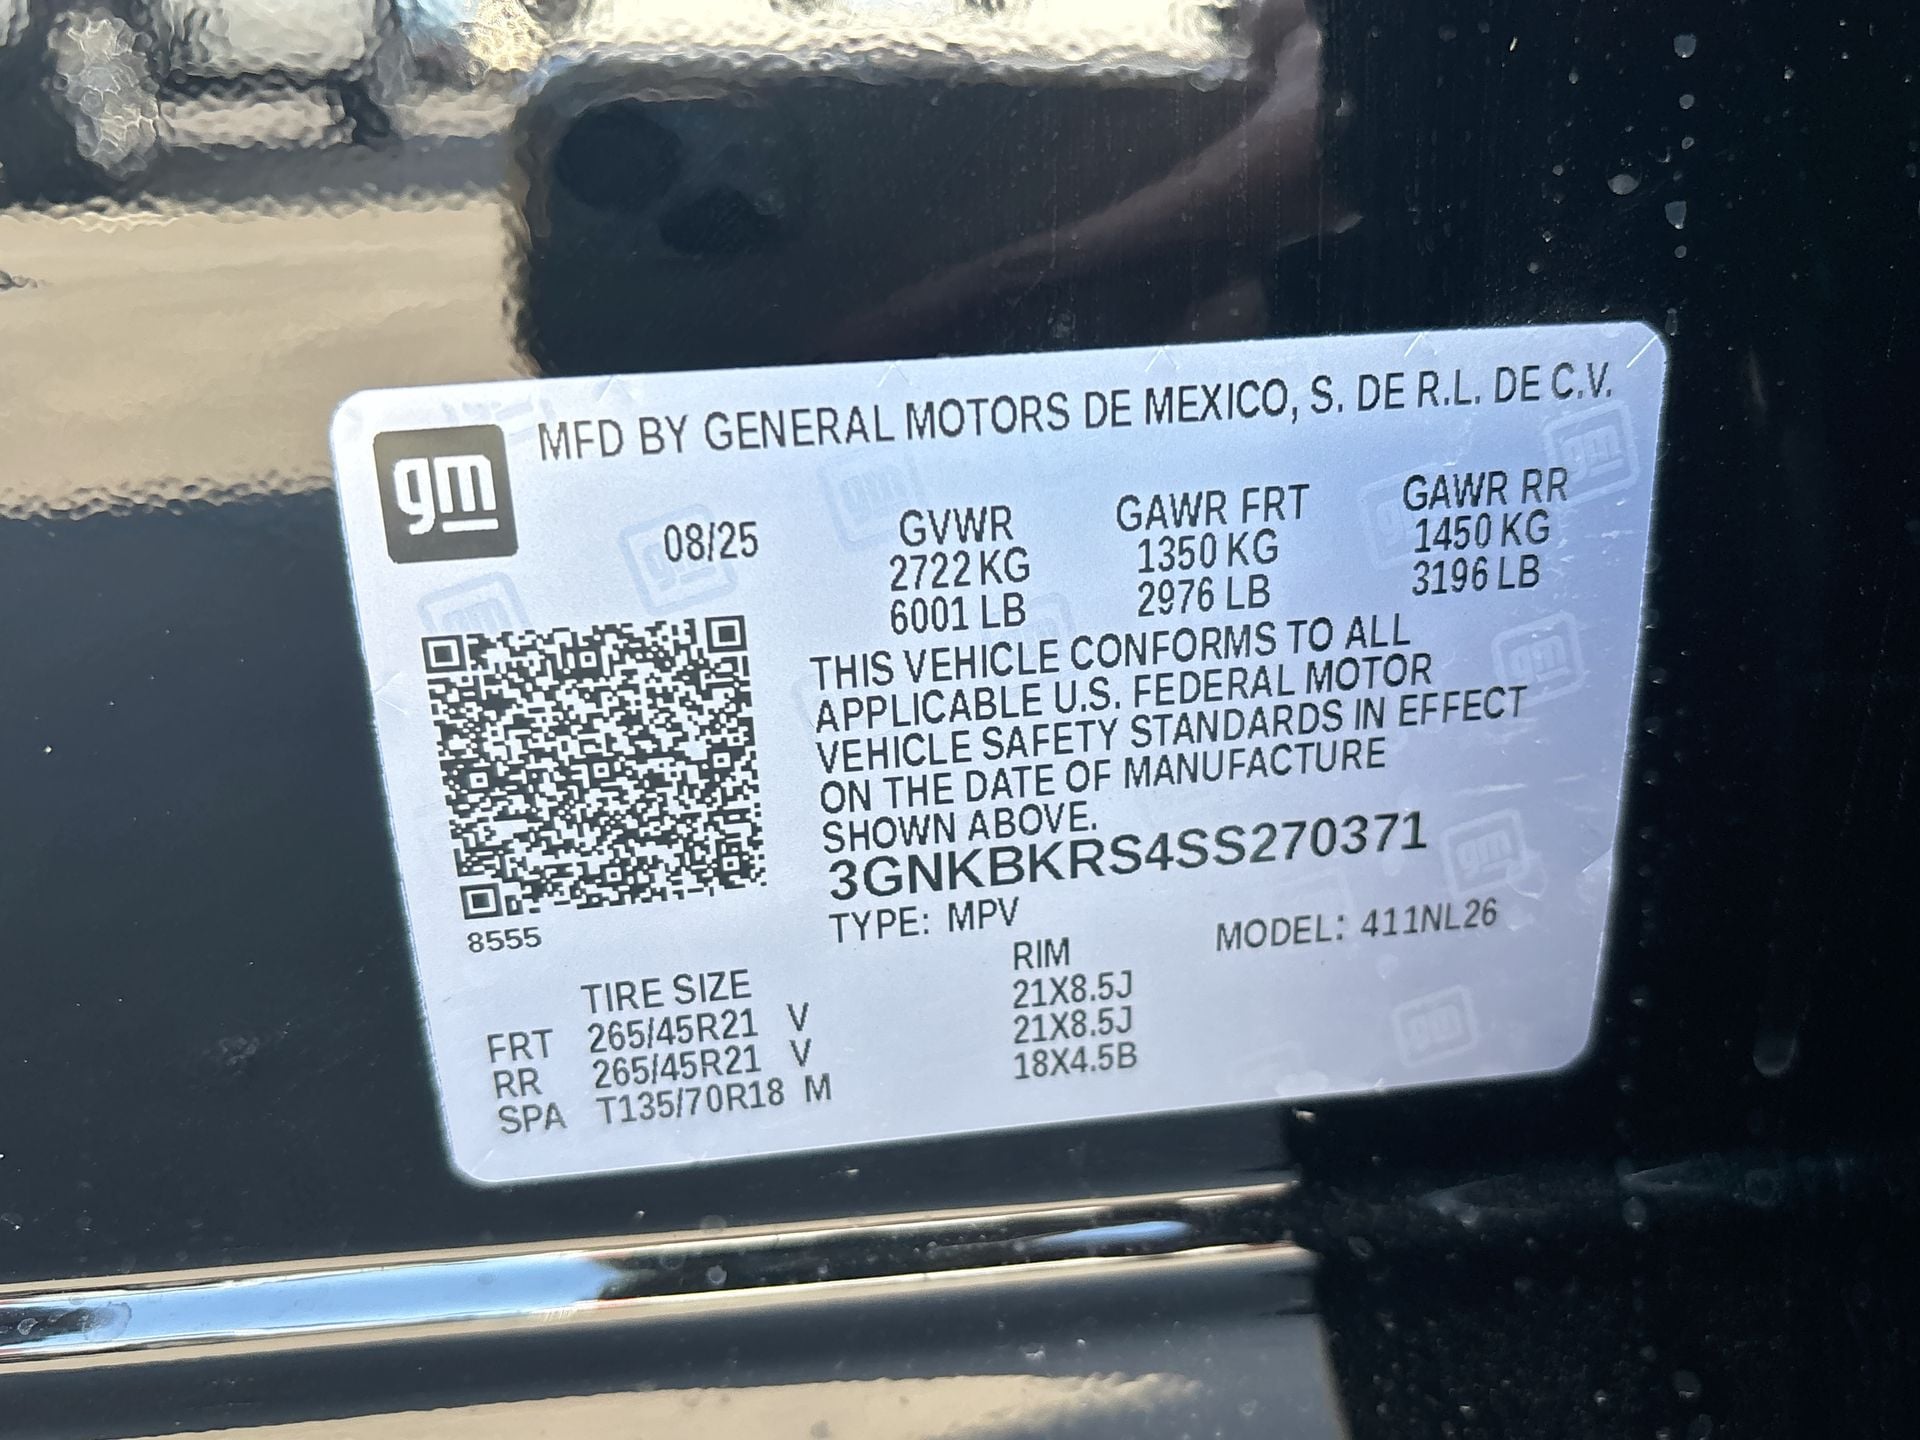 gm
MFD BY GENERAL MOTORS DE MEXICO, S. DE R.L. DE C.V.
08/25
GVWR GAWR FRT GAWR RR
2722 KG 1350 KG 1450 KG
6001 LB 2976 LB 3196 LB
THIS VEHICLE CONFORMS TO ALL
APPLICABLE U.S. FEDERAL MOTOR
VEHICLE SAFETY STANDARDS IN EFFECT
ON THE DATE OF MANUFACTURE
SHOWN ABOVE.
3GNKBKRS4SS270371
8555
TYPE: MPV MODEL: 411NL26
TIRE SIZE RIM
FRT 265/45R21 V 21X8.5J
RR 265/45R21 V 21X8.5J
SPA T135/70R18 M 18X4.5B